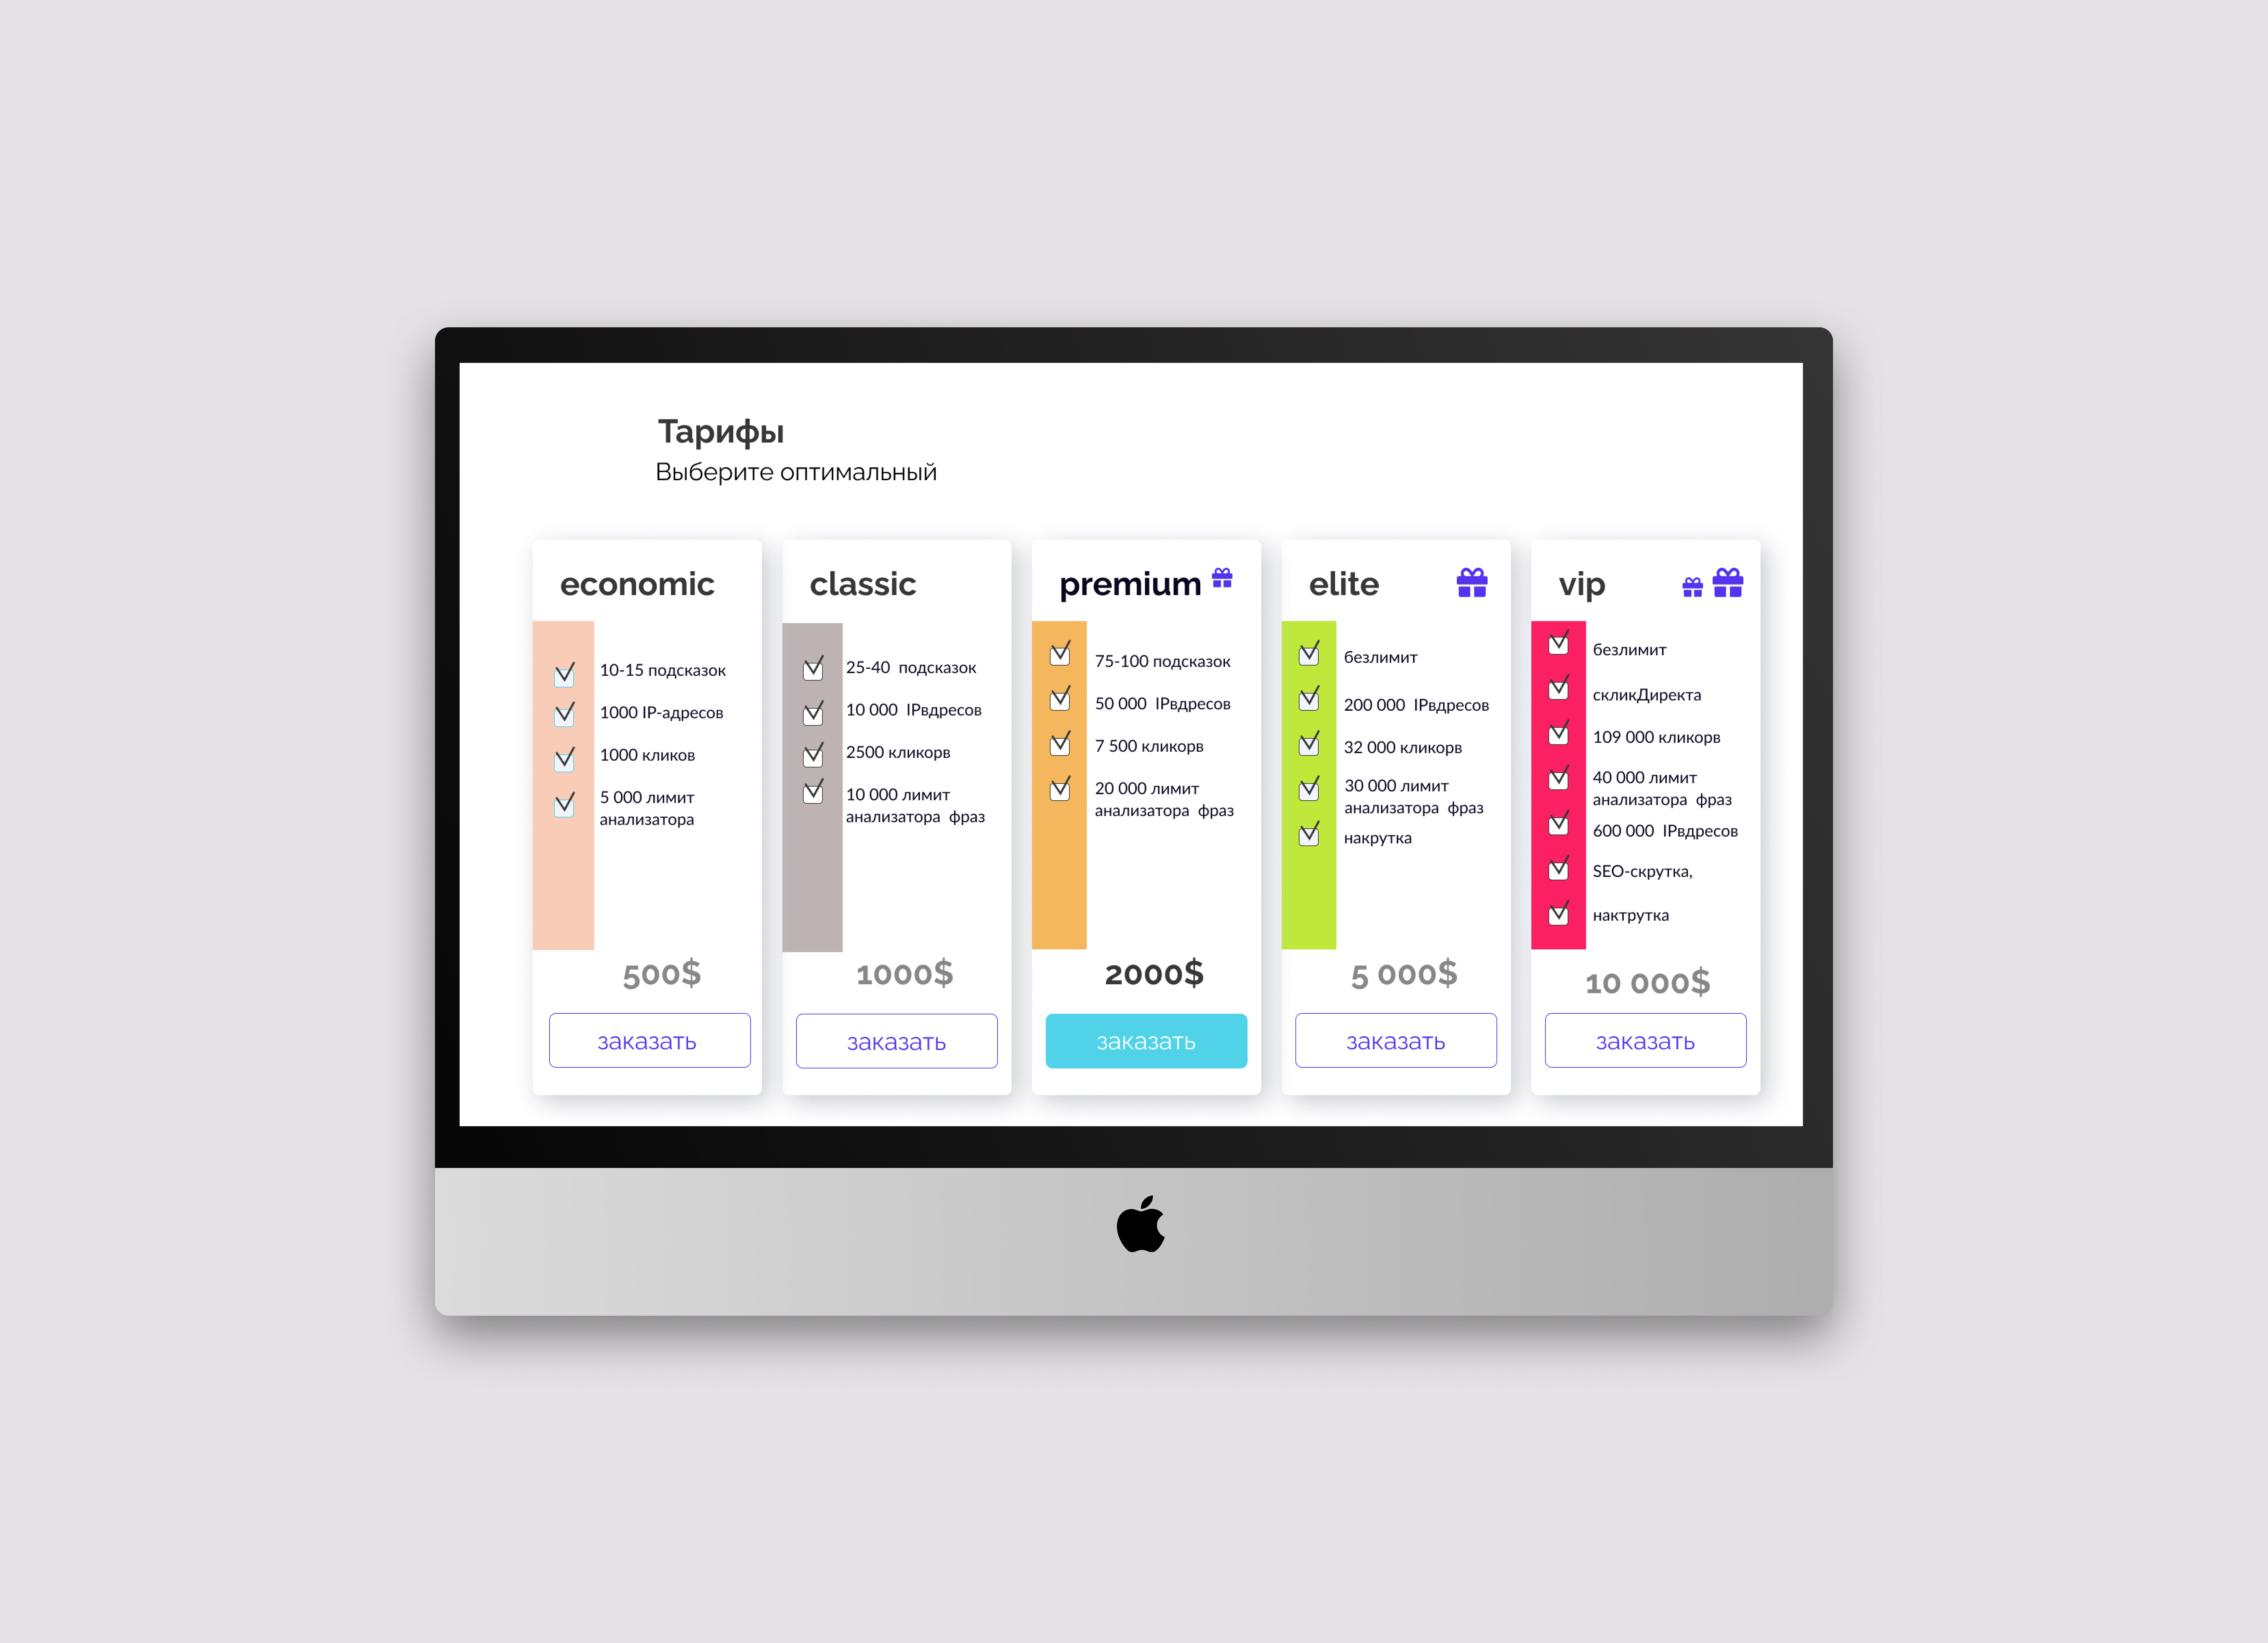 Тарифы
Выберите оптимальный
economic
10-15 подсказок
1000 IP-адресов
1000 кликов
5 000 лимит
анализатора
500$
заказать
classic
25-40 подсказок
10 000 IPвдресов
2500 кликорв
10 000 лимит
анализатора фраз
1000$
заказать
premium
75-100 подсказок
50 000 IPвдресов
7 500 кликорв
20 000 лимит
анализатора фраз
2000$
заказать
elite
безлимит
200 000 IPвдресов
32 000 кликорв
30 000 лимит
анализатора фраз
накрутка
5 000$
заказать
vip
безлимит
скликДиректа
109 000 кликорв
40 000 лимит
анализатора фраз
600 000 IPвдресов
SEO-скрутка,
нактрутка
10 000$
заказать